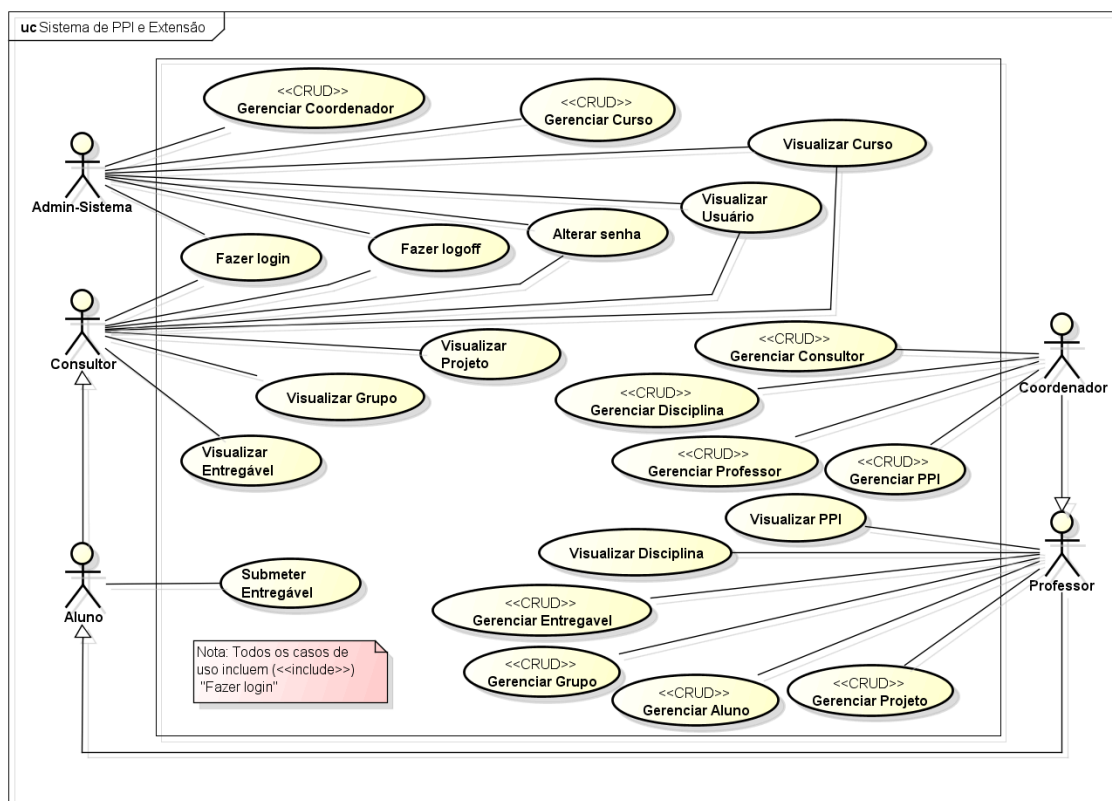 uc Sistema de PPI e Extensão
<<CRUD>>
Gerenciar Coordenador
<<CRUD>>
Gerenciar Curso
Visualizar Curso
Admin-Sistema
Visualizar
Usuário
Alterar senha
Fazer logoff
Fazer login
Consultor
Visualizar
Projeto
<<CRUD>>
Gerenciar Consultor
Coordenador
Visualizar Grupo
<<CRUD>>
Gerenciar Disciplina
Visualizar
Entregável
<<CRUD>>
Gerenciar Professor
<<CRUD>>
Gerenciar PPI
Visualizar PPI
Visualizar Disciplina
Professor
Aluno
Submeter
Entregável
<<CRUD>>
Gerenciar Entregavel
Nota: Todos os casos de
uso incluem (<<include>>)
"Fazer login"
<<CRUD>>
Gerenciar Grupo
<<CRUD>>
Gerenciar Aluno
<<CRUD>>
Gerenciar Projeto